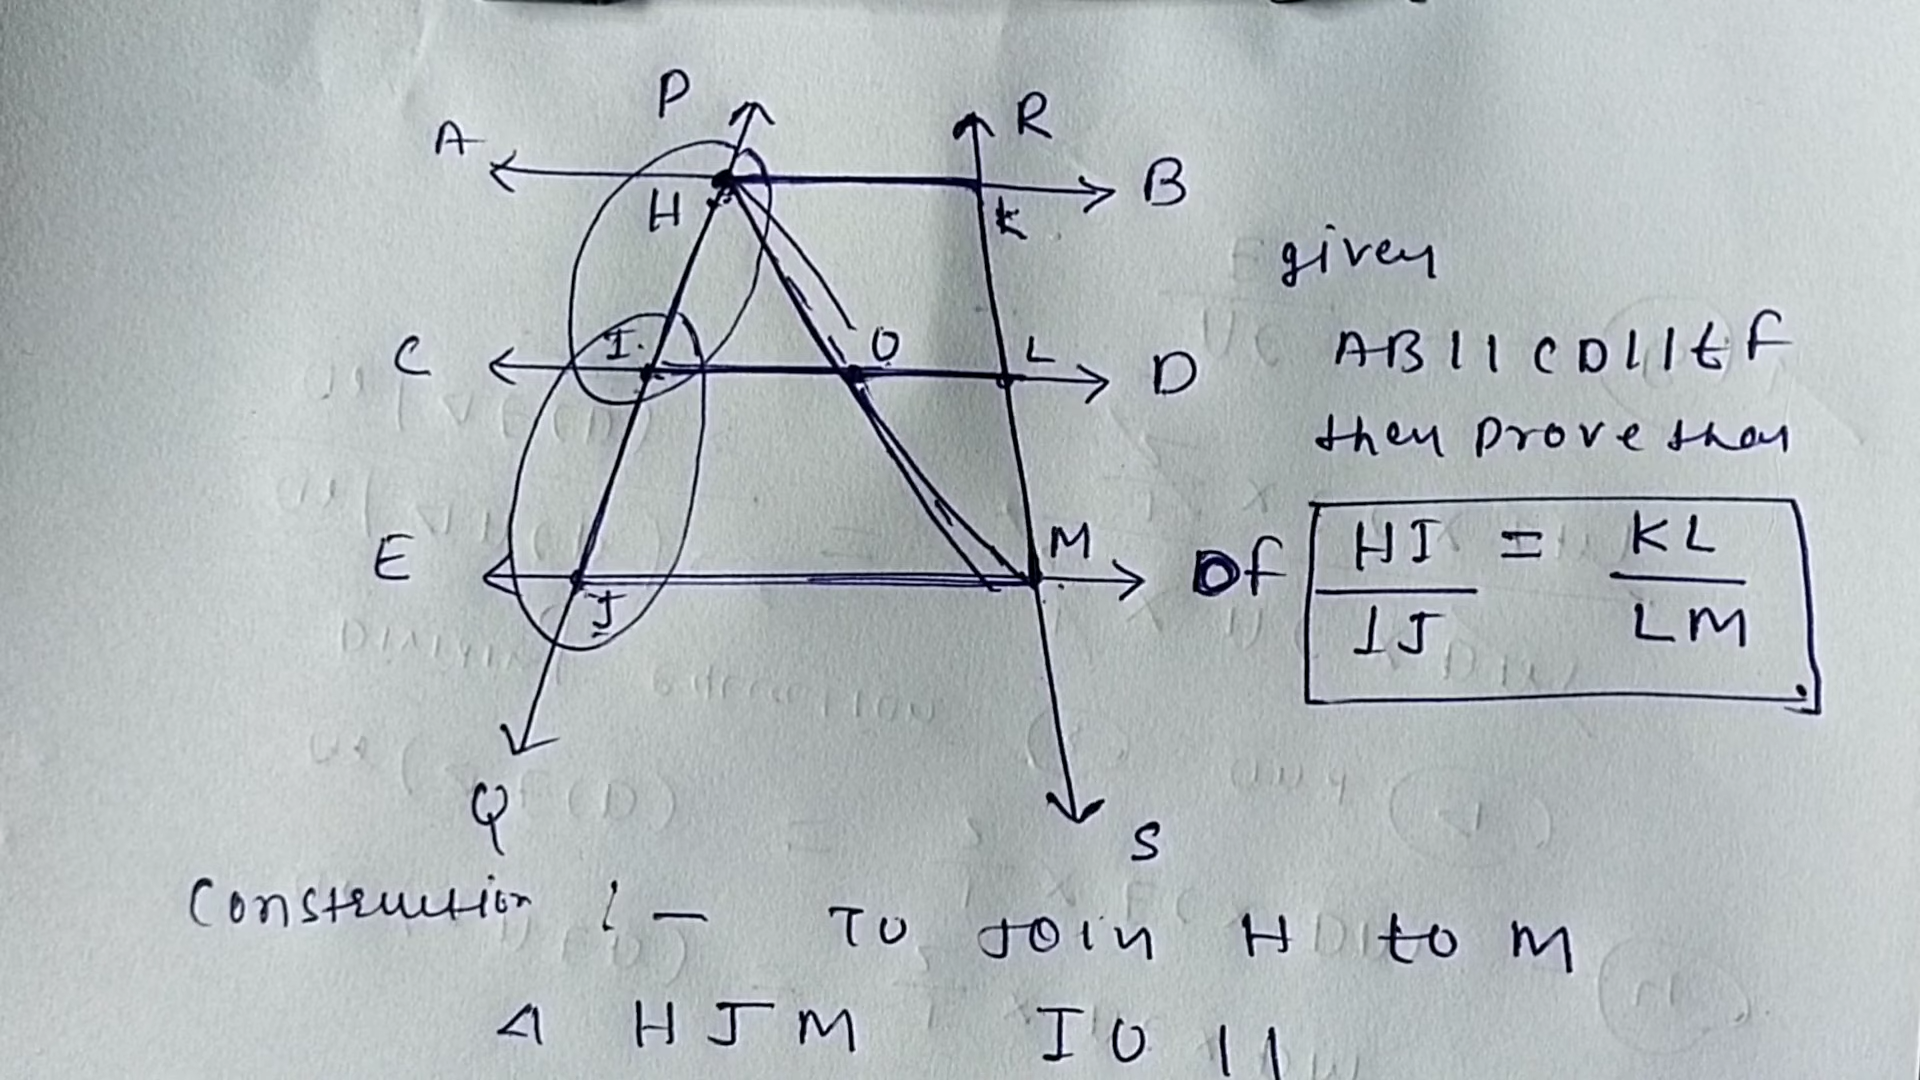 P
R
A
B
H
K
given
C
I
O
L
D
AB || CD || EF
then prove that
E
M
J
Of
HI = KL
IJ LM
Q
S
Construction :- To Join H to M
Δ HJM IO ||